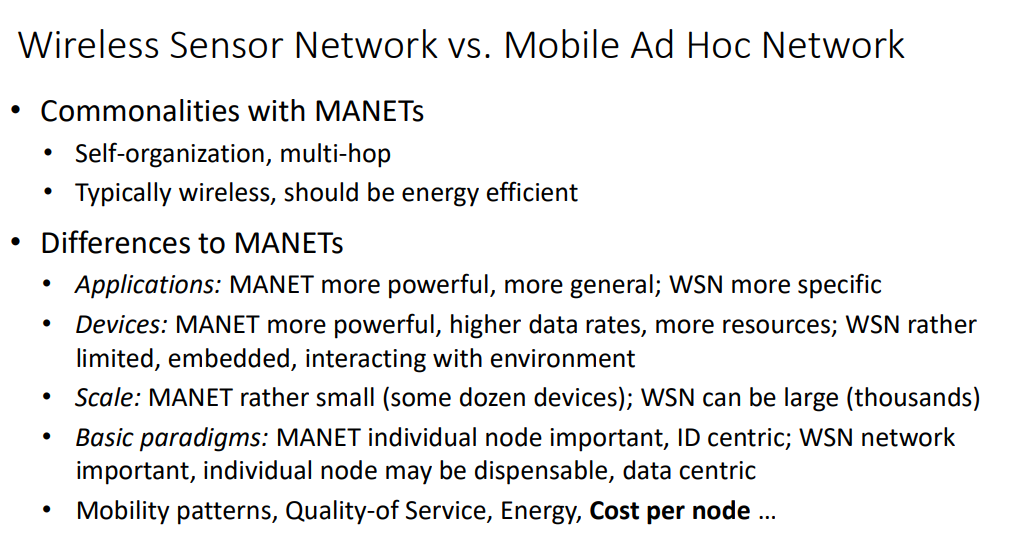 Wireless Sensor Network vs. Mobile Ad Hoc Network
• Commonalities with MANETs
• Self-organization, multi-hop
• Typically wireless, should be energy efficient
• Differences to MANETs
• Applications: MANET more powerful, more general; WSN more specific
• Devices: MANET more powerful, higher data rates, more resources; WSN rather
limited, embedded, interacting with environment
• Scale: MANET rather small (some dozen devices); WSN can be large (thousands)
• Basic paradigms: MANET individual node important, ID centric; WSN network
important, individual node may be dispensable, data centric
• Mobility patterns, Quality-of Service, Energy, Cost per node ...